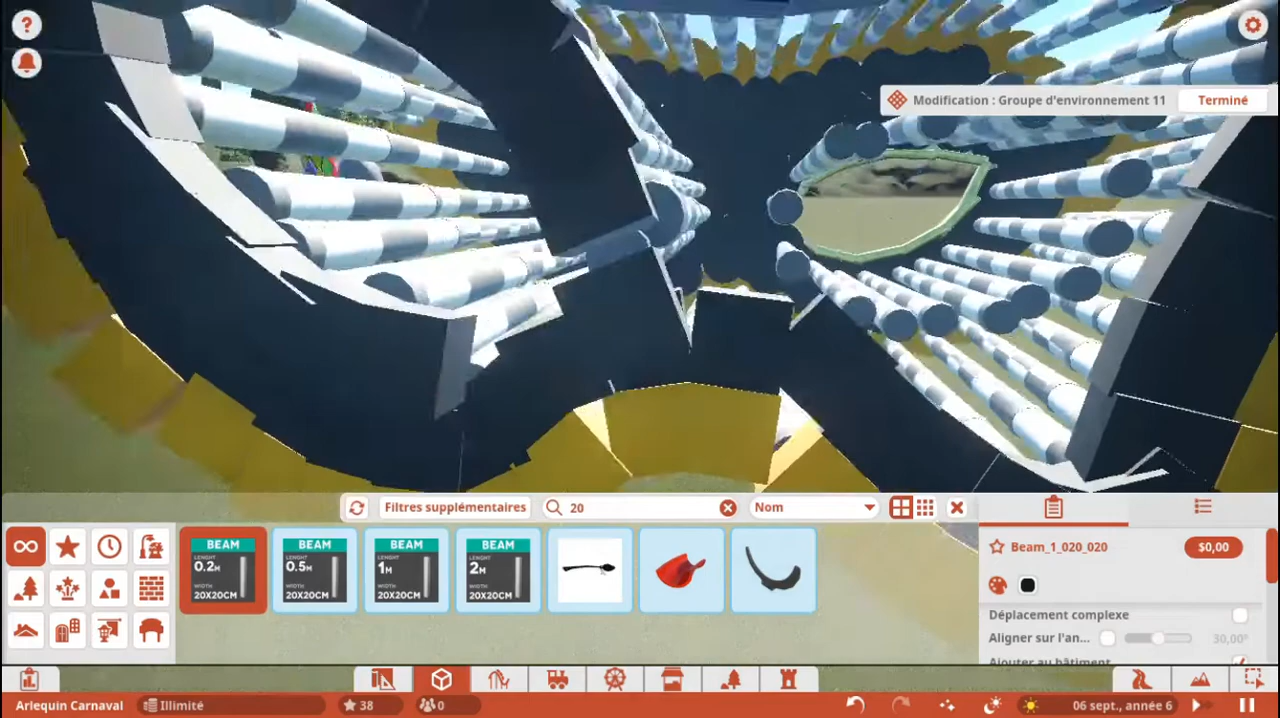 ?
Modification : Groupe d'environnement 11
Terminé
Filtres supplémentaires
20
Nom
BEAM
LENGHT
0.2M
WIDTH
20X20CM
BEAM
LENGHT
0.5M
WIDTH
20X20CM
BEAM
LENGHT
1M
WIDTH
20X20CM
BEAM
LENGHT
2M
WIDTH
20X20CM
Beam_1_020_020
$0,00
Déplacement complexe
Aligner sur l'an...
30,00°
Ajouter au bâtiment
Arlequin Carnaval
Illimité
38
0
06 sept., année 6